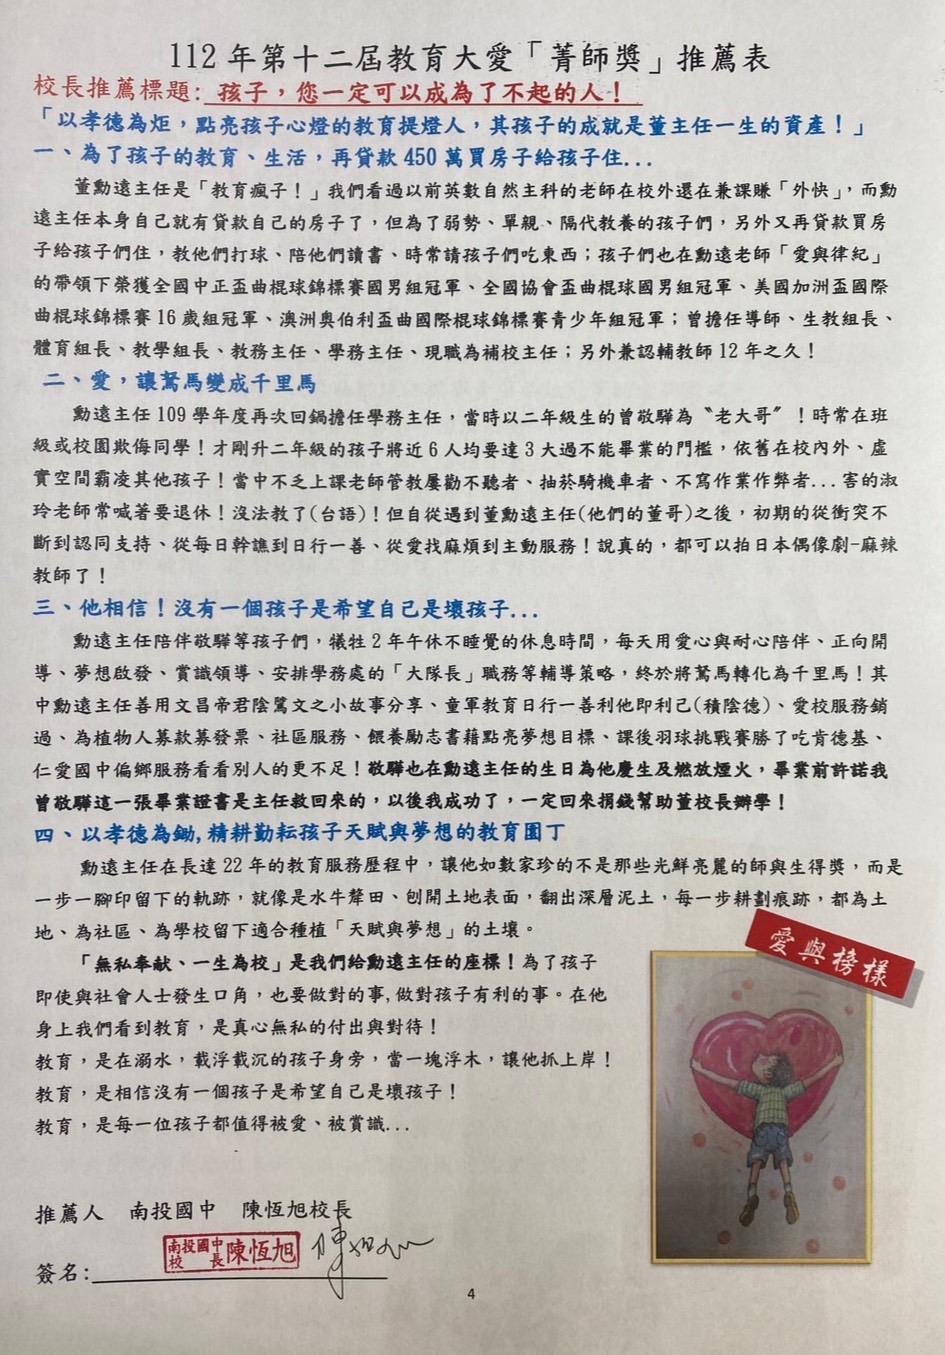 112 年第十二屆教育大愛「菁師獎」推薦表
校長推薦標題: 孩子，您一定可以成為了不起的人！
「以孝德為炬，點亮孩子心燈的教育提燈人，其孩子的成就是董主任一生的資產！」
一、為了孩子的教育、生活，再貸款 450 萬買房子給孩子住...
董勳遠主任是「教育瘋子！」我們看過以前英數自然主科的老師在校外還在兼課賺「外快」，而勳
遠主任本身自己就有貸款自己的房子了，但為了弱勢、單親、隔代教養的孩子們，另外又再貸款買房
子給孩子們住，教他們打球、陪他們讀書、時常請孩子們吃東西；孩子們也在勳遠老師「愛與律紀」
的帶領下榮獲全國中正盃曲棍球錦標賽國男組冠軍、全國協會盃曲棍球國男組冠軍、美國加洲盃國際
曲棍球錦標賽 16 歲組冠軍、澳洲奧伯利盃曲國際棍球錦標賽青少年組冠軍；曾擔任導師、生教組長、
體育組長、教學組長、教務主任、學務主任、現職為補校主任；另外兼認輔教師 12 年之久！
二、愛，讓駑馬變成千里馬
勳遠主任 109 學年度再次回鍋擔任學務主任，當時以二年級生的曾敬驊為〝老大哥〞！時常在班
級或校園欺侮同學！才剛升二年級的孩子將近 6 人均要達 3 大過不能畢業的門檻，依舊在校內外、虛
實空間霸凌其他孩子！當中不乏上課老師管教屢勸不聽者、抽菸騎機車者、不寫作業作弊者...害的淑
玲老師常喊著要退休！沒法教了(台語)！但自從遇到董勳遠主任(他們的董哥)之後，初期的從衝突不
斷到認同支持、從每日幹譙到日行一善、從愛找麻煩到主動服務！說真的，都可以拍日本偶像劇-麻辣
教師了！
三、他相信！沒有一個孩子是希望自己是壞孩子...
勳遠主任陪伴敬驊等孩子們，犠牲 2 年午休不睡覺的休息時間，每天用愛心與耐心陪伴、正向開
導、夢想啟發、賞識領導、安排學務處的「大隊長」職務等輔導策略，終於將駑馬轉化為千里馬！其
中勳遠主任善用文昌帝君陰騭文之小故事分享、童軍教育日行一善利他即利己(積陰德)、愛校服務銷
過、為植物人募款募發票、社區服務、餵養勵志書藉點亮夢想目標、課後羽球挑戰賽勝了吃肯德基、
仁愛國中偏鄉服務看看別人的更不足！敬驊也在勳遠主任的生日為他慶生及燃放煙火，畢業前許諾我
曾敬驊這一張畢業證書是主任救回來的，以後我成功了，一定回來捐錢幫助董校長辦學！
四、以孝德為鋤,精耕勤耘孩子天賦與夢想的教育園丁
勳遠主任在長達 22 年的教育服務歷程中，讓他如數家珍的不是那些光鮮亮麗的師與生得獎，而是
一步一腳印留下的軌跡，就像是水牛犛田、刨開土地表面，翻出深層泥土，每一步耕劃痕跡，都為土
地、為社區、為學校留下適合種植「天賦與夢想」的土壤。
「無私奉献、一生為校」是我們給勳遠主任的座標！為了孩子
即使與社會人士發生口角，也要做對的事,做對孩子有利的事。在他
身上我們看到教育，是真心無私的付出與對待！
教育，是在溺水，載浮載沉的孩子身旁，當一塊浮木，讓他抓上岸！
教育，是相信沒有一個孩子是希望自己是壞孩子！
教育，是每一位孩子都值得被愛、被賞識...
愛與榜樣
推薦人 南投國中 陳恆旭校長
南投國中校長陳恆旭
簽名:
4